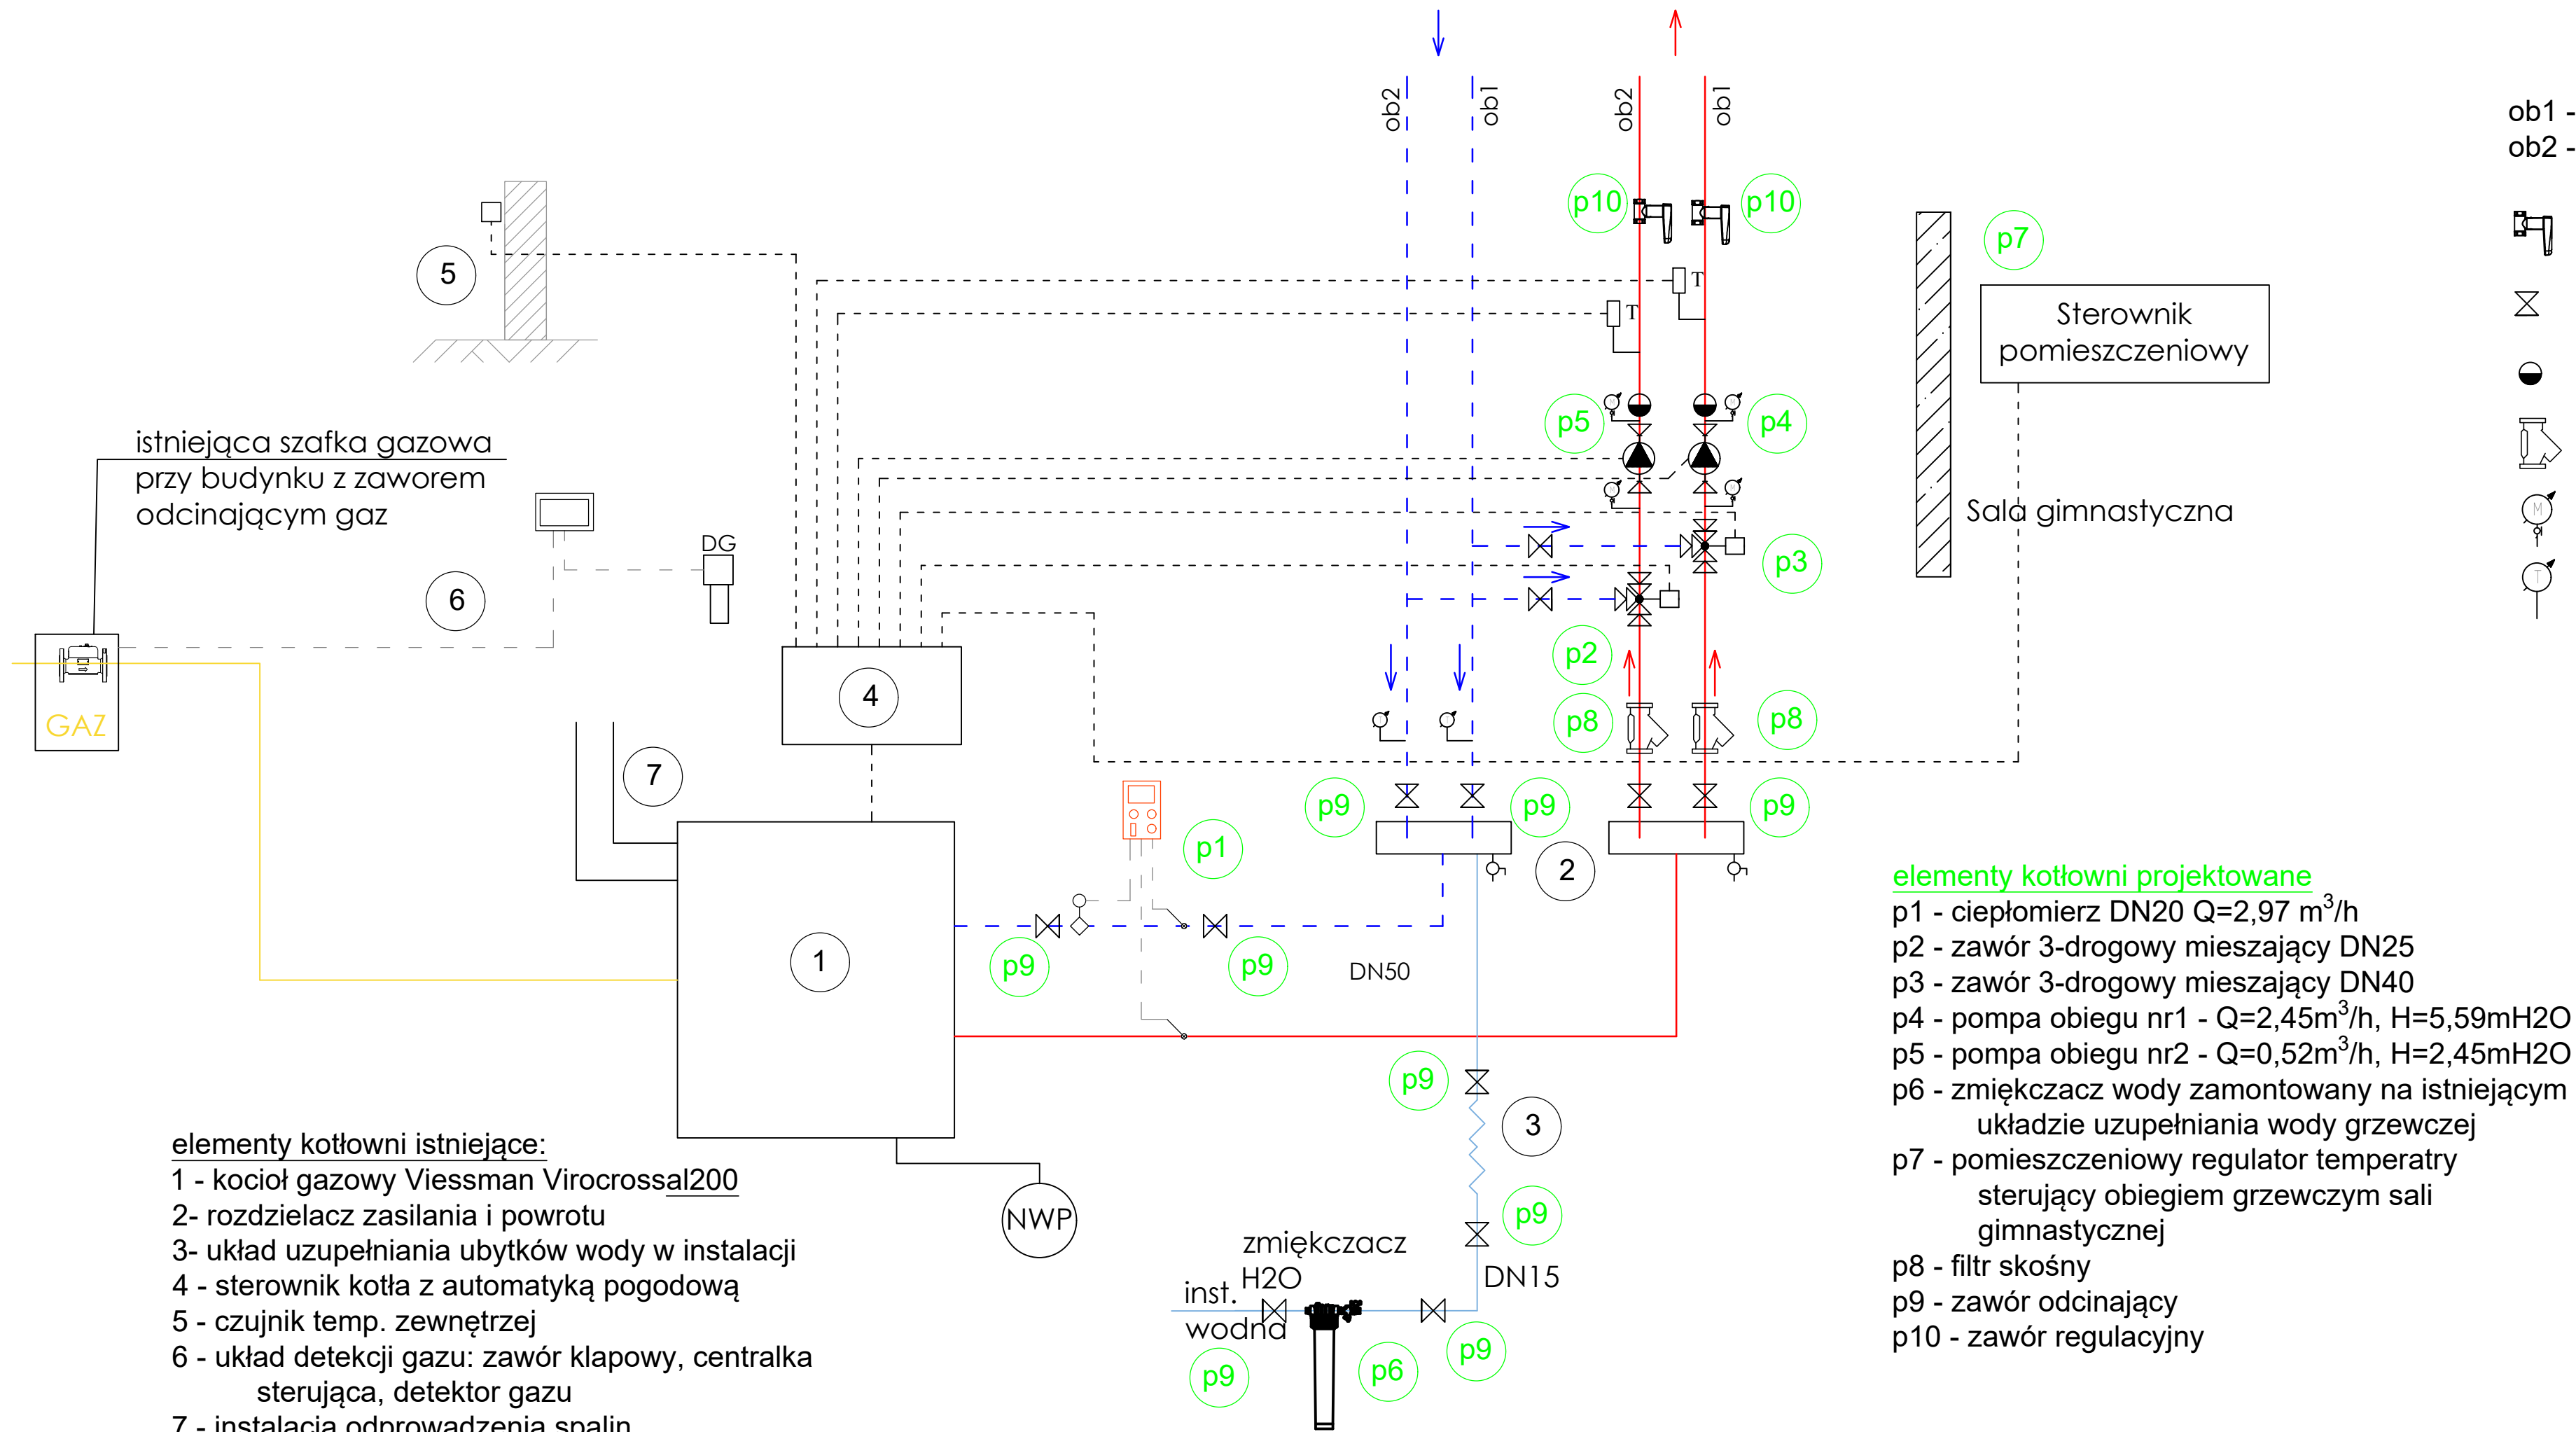 ob2
ob1
ob2
ob1
ob1 -
ob2 -
p10
p10
p7
5
T
T
Sterownik
pomieszczeniowy
p5
p4
istniejąca szafka gazowa
przy budynku z zaworem
odcinającym gaz
Sala gimnastyczna
M
DG
p3
T
6
p2
4
GAZ
p8
p8
7
p9
p9
p9
p1
2
1
p9
p9
DN50
elementy kotłowni projektowane
p1 - ciepłomierz DN20 Q=2,97 m³/h
p2 - zawór 3-drogowy mieszający DN25
p3 - zawór 3-drogowy mieszający DN40
p4 - pompa obiegu nr1 - Q=2,45m³/h, H=5,59mH2O
p5 - pompa obiegu nr2 - Q=0,52m³/h, H=2,45mH2O
p6 - zmiękczacz wody zamontowany na istniejącym
układzie uzupełniania wody grzewczej
p7 - pomieszczeniowy regulator temperatry
sterujący obiegiem grzewczym sali
gimnastycznej
p8 - filtr skośny
p9 - zawór odcinający
p10 - zawór regulacyjny
p9
3
p9
NWP
zmiękczacz
H2O
DN15
inst.
wodna
p9
p6
p9
elementy kotłowni istniejące:
1 - kocioł gazowy Viessman Virocrossal200
2- rozdzielacz zasilania i powrotu
3- układ uzupełniania ubytków wody w instalacji
4 - sterownik kotła z automatyką pogodową
5 - czujnik temp. zewnętrzej
6 - układ detekcji gazu: zawór klapowy, centralka
sterująca, detektor gazu
7 - instalacja odprowadzenia spalin